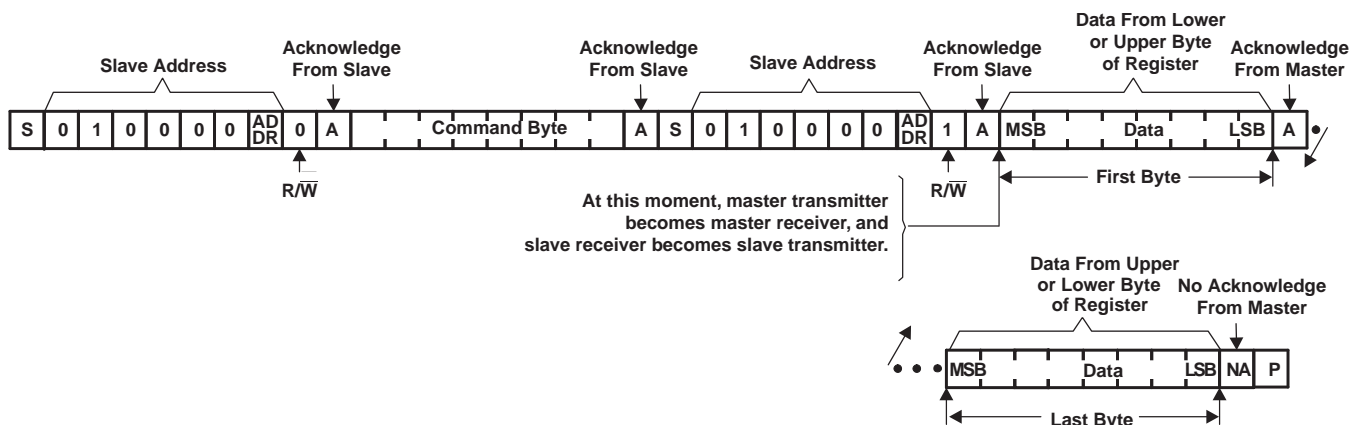 Data From Lower
or Upper Byte
of Register
Slave Address
Acknowledge
From Slave
Acknowledge
From Slave
Slave Address
Acknowledge
From Slave
Acknowledge
From Master
S 0 1 0 0 0 0 AD DR 0 A Command Byte A S 0 1 0 0 0 0 AD DR 1 A MSB Data LSB A
R/W̅
R/W̅
First Byte
At this moment, master transmitter
becomes master receiver, and
slave receiver becomes slave transmitter.
Data From Upper
or Lower Byte
of Register
No Acknowledge
From Master
MSB Data LSB NA P
Last Byte